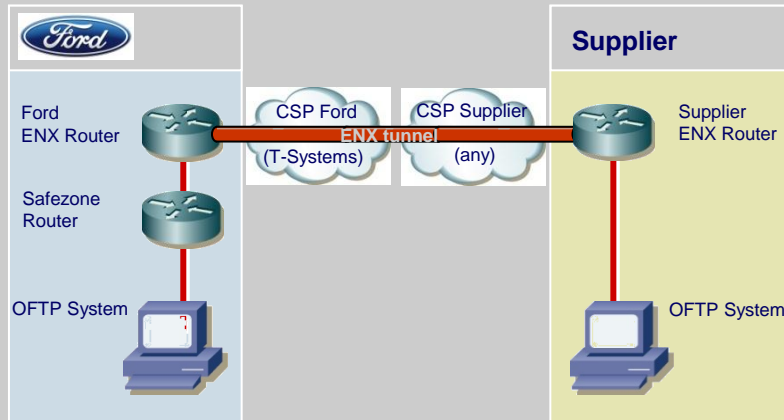 Ford
Supplier
Ford
ENX Router
CSP Ford
(T-Systems)
ENX tunnel
CSP Supplier
(any)
Supplier
ENX Router
Safezone
Router
OFTP System
OFTP System